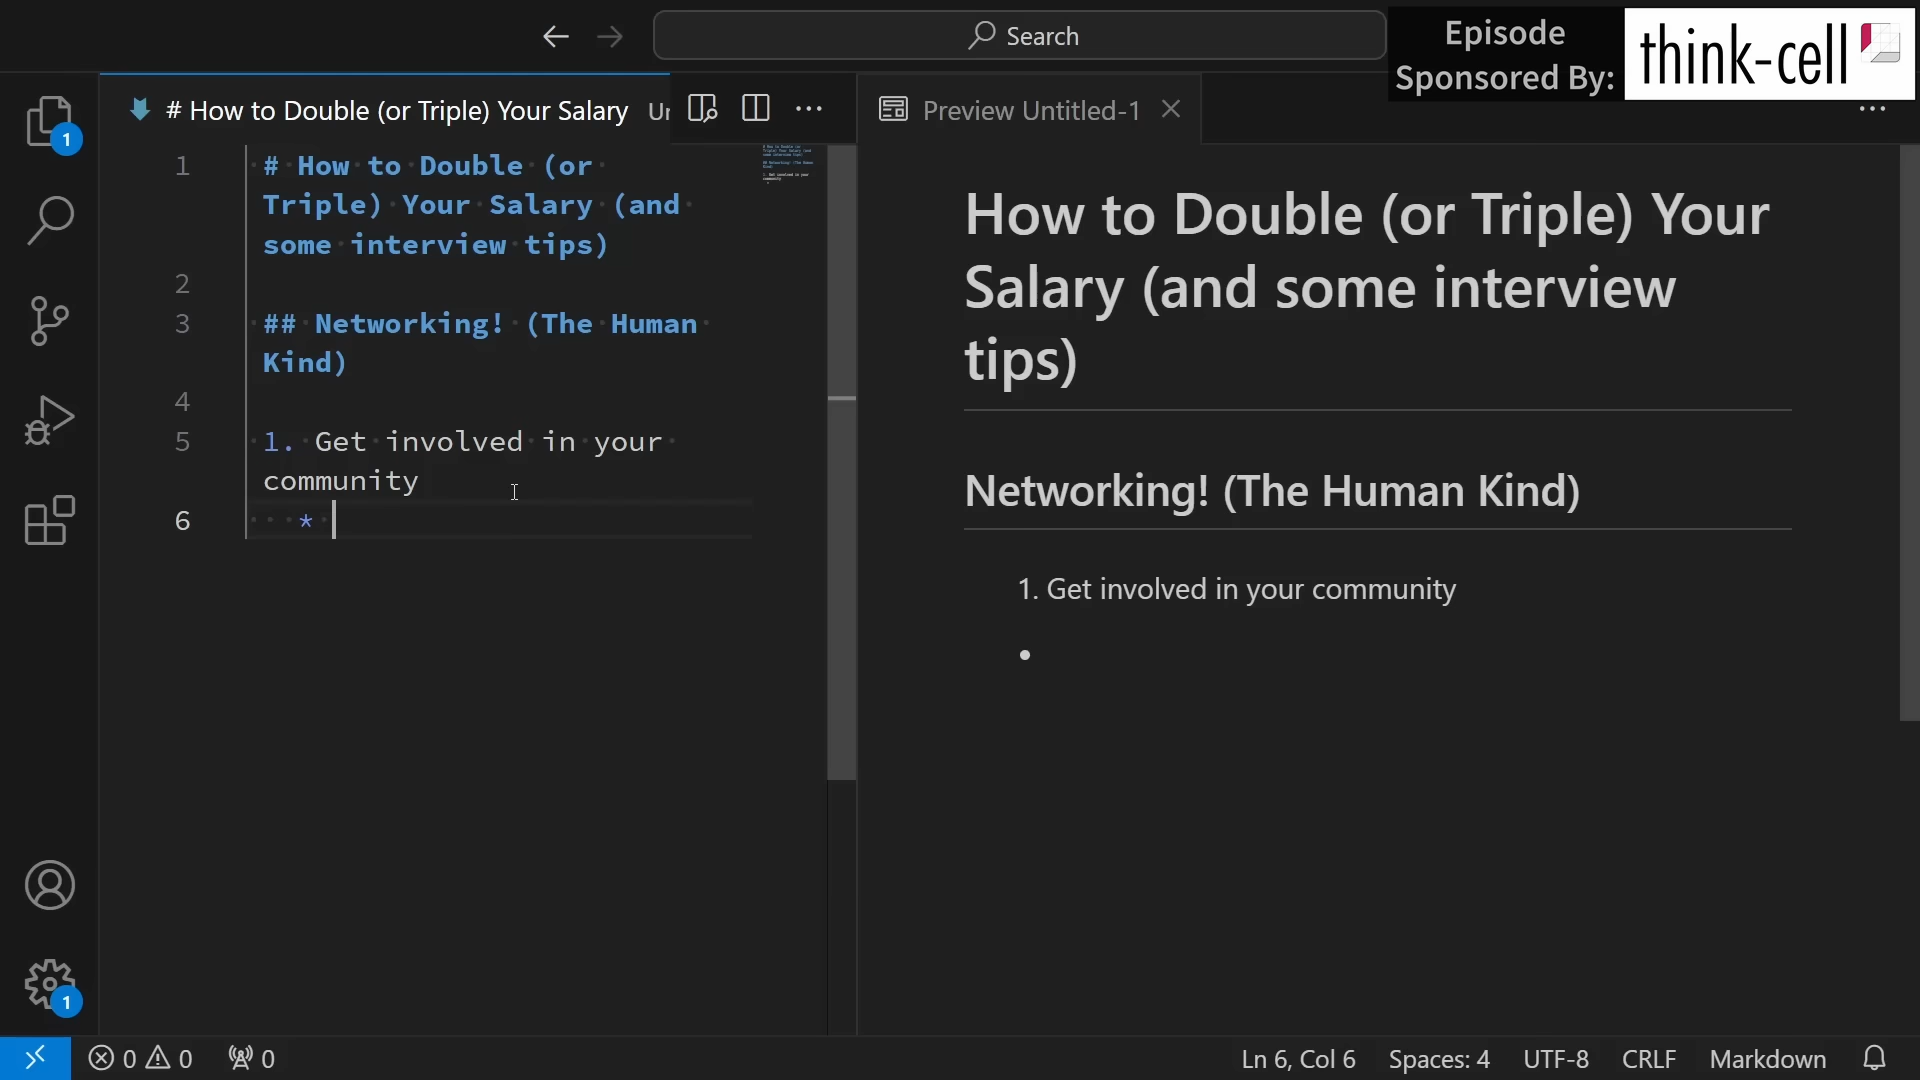 Search
Episode
Sponsored By:
think-cell
# How to Double (or Triple) Your Salary
Preview Untitled-1
1 # How to Double (or
Triple) Your Salary (and
some interview tips)
2
3 ## Networking! (The Human
Kind)
4
5 1. Get involved in your
community
6 *
How to Double (or Triple) Your
Salary (and some interview
tips)
Networking! (The Human Kind)
1. Get involved in your community
•
1
1
0 0 0
Ln 6, Col 6 Spaces: 4 UTF-8 CRLF Markdown